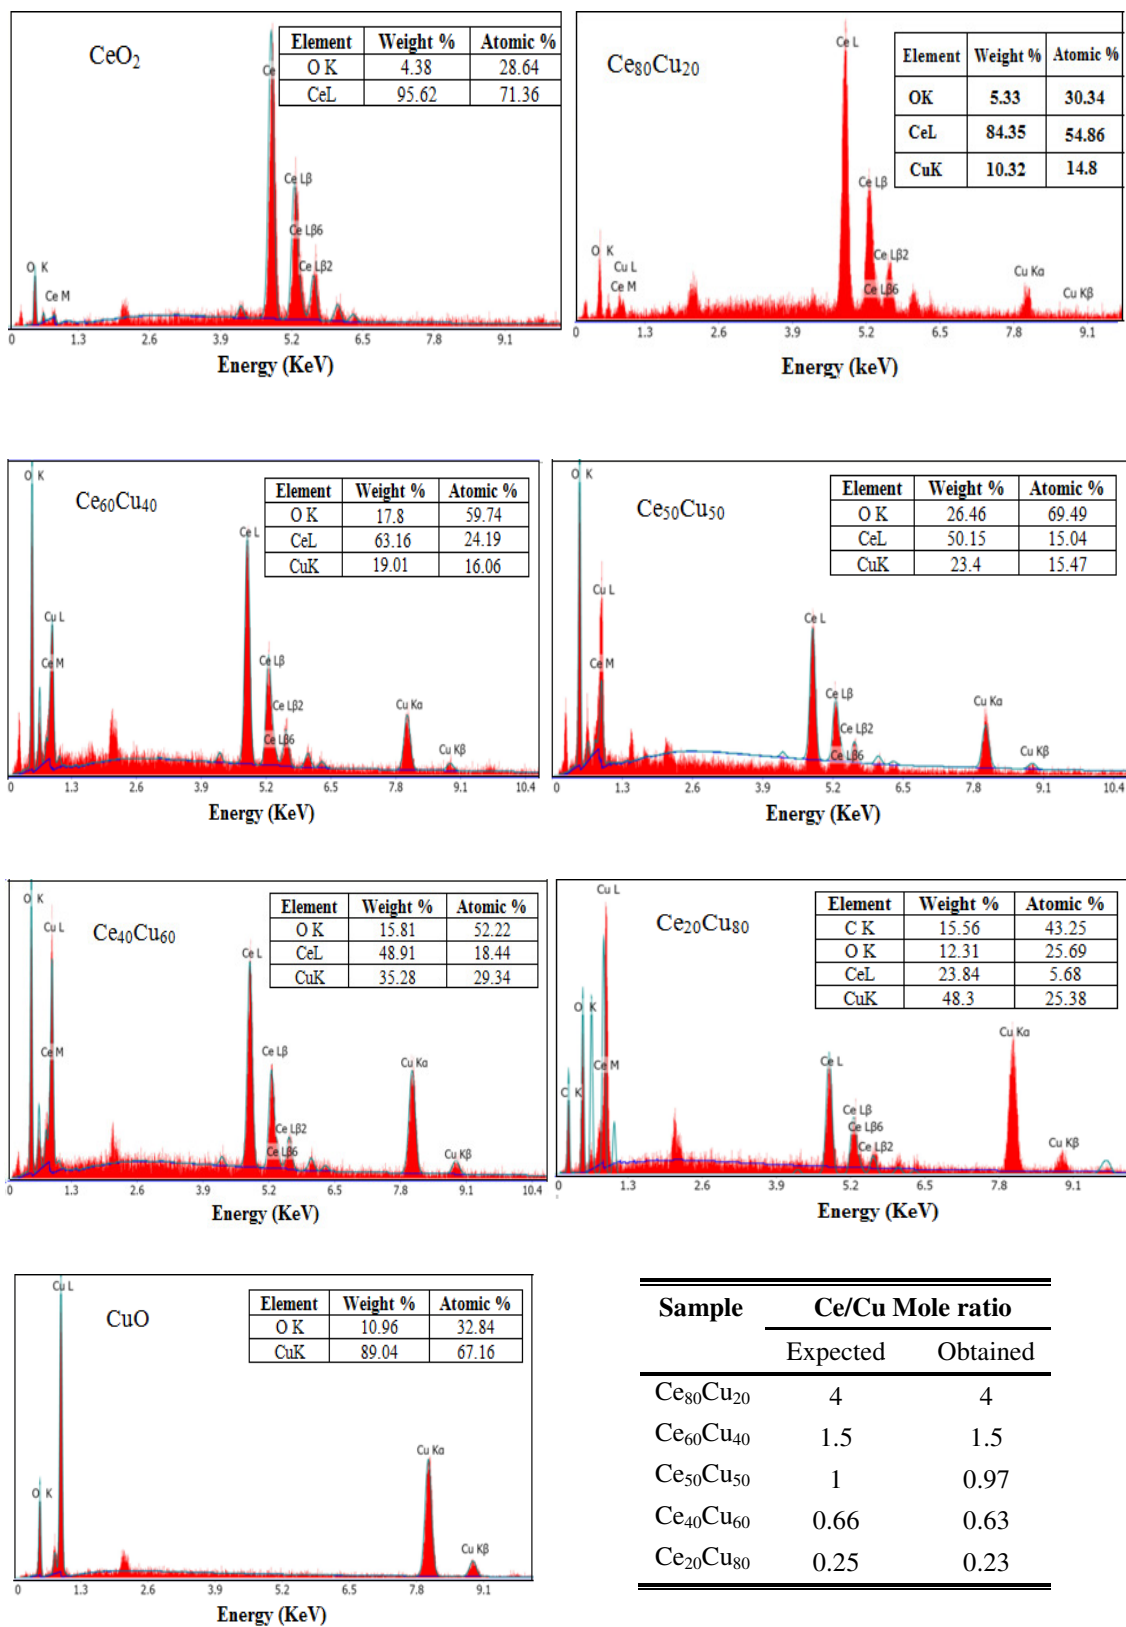 CeO2
Element Weight % Atomic %
O K 4.38 28.64
CeL 95.62 71.36
Ce
Ce Lβ
Ce Lβ6
Ce Lβ2
O K
Ce M
0 1.3 2.6 3.9 5.2 6.5 7.8 9.1
Energy (KeV)
Ce80Cu20
Element Weight % Atomic %
OK 5.33 30.34
CeL 84.35 54.86
CuK 10.32 14.8
Ce L
Ce Lβ
Ce Lβ2
Ce Lβ6
O K
Cu L
Ce M
Cu Kα
Cu Kβ
0 1.3 2.6 3.9 5.2 6.5 7.8 9.1
Energy (keV)
Ce60Cu40
Element Weight % Atomic %
O K 17.8 59.74
CeL 63.16 24.19
CuK 19.01 16.06
O K
Ce L
Cu L
Ce M
Ce Lβ
Ce Lβ2
Ce Lβ6
Cu Kα
Cu Kβ
0 1.3 2.6 3.9 5.2 6.5 7.8 9.1 10.4
Energy (KeV)
Ce50Cu50
Element Weight % Atomic %
O K 26.46 69.49
CeL 50.15 15.04
CuK 23.4 15.47
O K
Cu L
Ce L
Ce M
Ce Lβ
Ce Lβ2
Ce Lβ6
Cu Kα
Cu Kβ
0 1.3 2.6 3.9 5.2 6.5 7.8 9.1 10.4
Energy (KeV)
Ce40Cu60
Element Weight % Atomic %
O K 15.81 52.22
CeL 48.91 18.44
CuK 35.28 29.34
O K
Cu L
Ce L
Ce M
Ce Lβ
Ce Lβ2
Ce Lβ6
Cu Kα
Cu Kβ
0 1.3 2.6 3.9 5.2 6.5 7.8 9.1 10.4
Energy (KeV)
Ce20Cu80
Element Weight % Atomic %
C K 15.56 43.25
O K 12.31 25.69
CeL 23.84 5.68
CuK 48.3 25.38
Cu L
O K
Ce M
C K
Ce L
Ce Lβ
Ce Lβ6
Ce Lβ2
Cu Kα
Cu Kβ
0 1.3 2.6 3.9 5.2 6.5 7.8 9.1
Energy (KeV)
CuO
Element Weight % Atomic %
O K 10.96 32.84
CuK 89.04 67.16
Cu L
O K
Cu Kα
Cu Kβ
0 1.3 2.6 3.9 5.2 6.5 7.8 9.1
Energy (KeV)
Sample Ce/Cu Mole ratio
Expected Obtained
Ce80Cu20 4 4
Ce60Cu40 1.5 1.5
Ce50Cu50 1 0.97
Ce40Cu60 0.66 0.63
Ce20Cu80 0.25 0.23